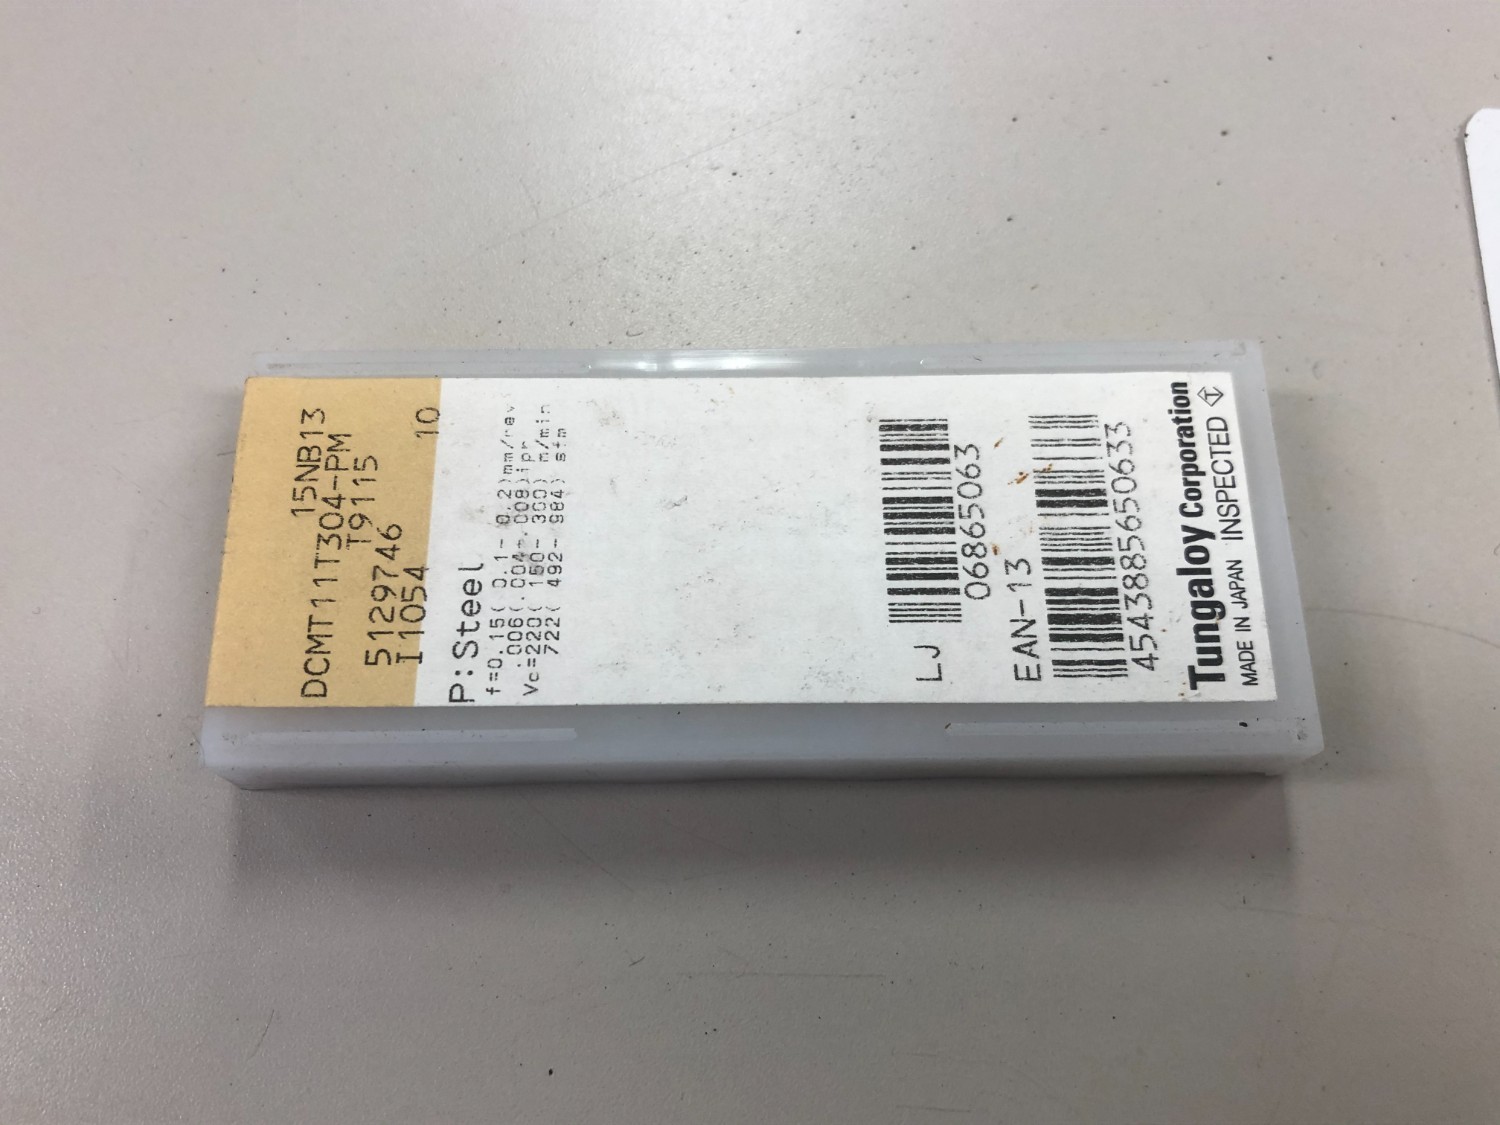 15NB13
DCMT11T304-PM
T9115
5129746
I1054 10
P:Steel
f=0.15( 0.1- 0.2)mm/rev
.006(.004-.008)ipr
Vc=220( 150- 300) m/min
722( 492- 984) sfm
LJ
06865063
EAN-13
4543885650633
Tungaloy Corporation
MADE IN JAPAN INSPECTED